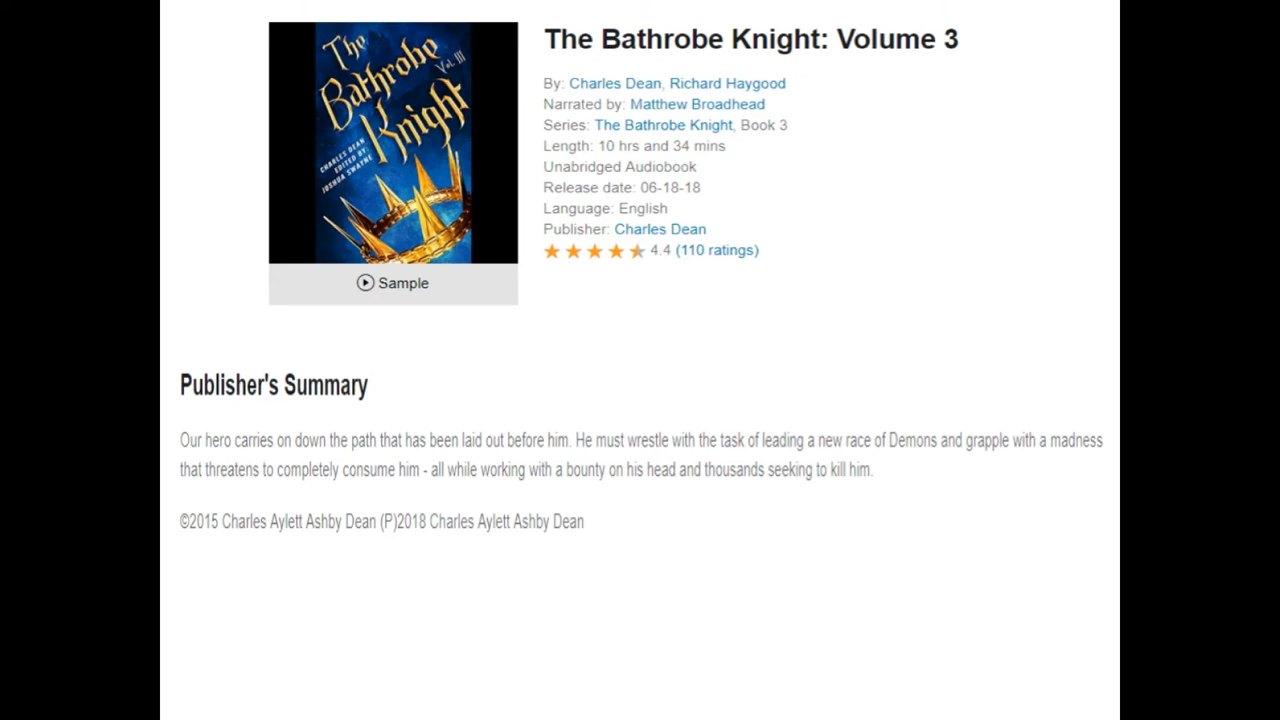 The
Bathrobe
Vol. III
Knight
CHARLES DEAN
EDITED BY:
JOSHUA SWAYNE
Sample
The Bathrobe Knight: Volume 3
By: Charles Dean, Richard Haygood
Narrated by: Matthew Broadhead
Series: The Bathrobe Knight, Book 3
Length: 10 hrs and 34 mins
Unabridged Audiobook
Release date: 06-18-18
Language: English
Publisher: Charles Dean
4.4 (110 ratings)
Publisher's Summary
Our hero carries on down the path that has been laid out before him. He must wrestle with the task of leading a new race of Demons and grapple with a madness
that threatens to completely consume him - all while working with a bounty on his head and thousands seeking to kill him.
©2015 Charles Aylett Ashby Dean (P)2018 Charles Aylett Ashby Dean